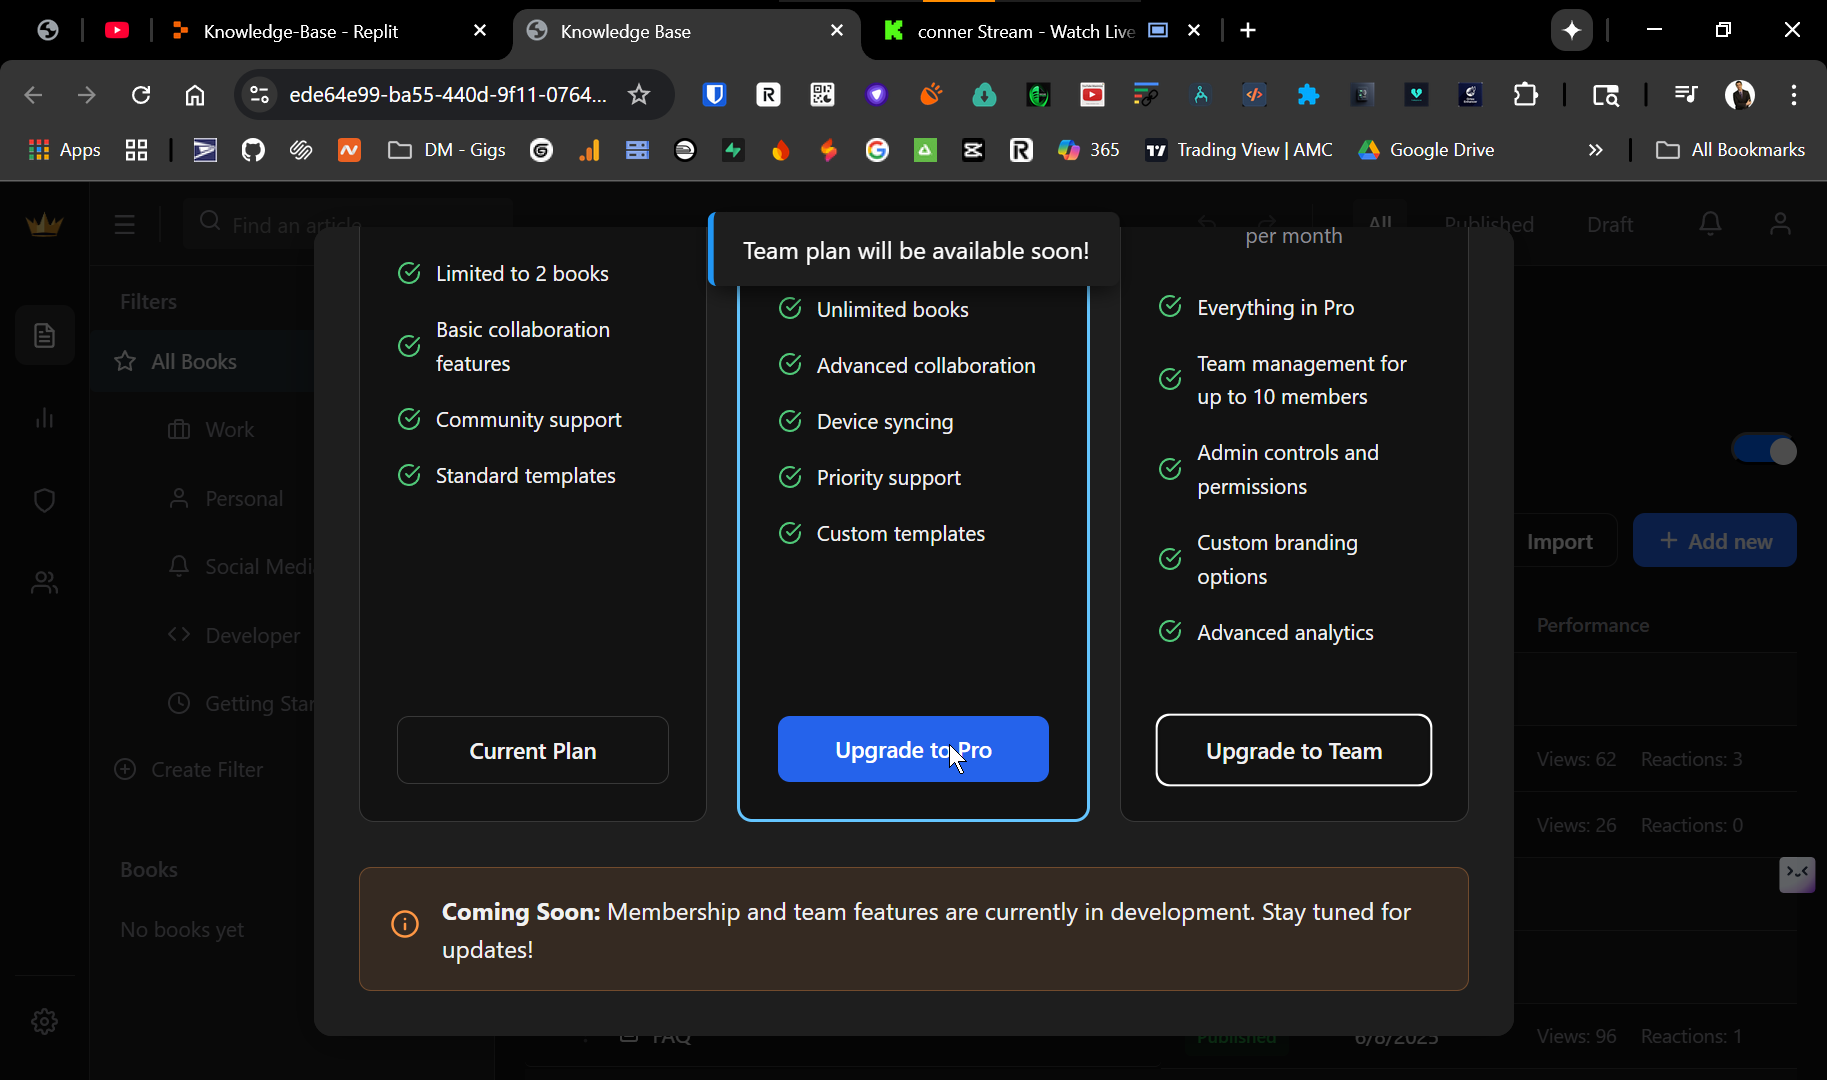 Knowledge-Base - Replit
Knowledge Base
conner Stream - Watch Live
ede64e99-ba55-440d-9f11-0764...
Apps
DM - Gigs
365
Trading View | AMC
Google Drive
All Bookmarks
Find an article
All
Published
Draft
Team plan will be available soon!
per month
Filters
All Books
Work
Personal
Developer
Create Filter
Books
No books yet
Limited to 2 books
Basic collaboration
features
Community support
Standard templates
Current Plan
Unlimited books
Advanced collaboration
Device syncing
Priority support
Custom templates
Upgrade to Pro
Everything in Pro
Team management for
up to 10 members
Admin controls and
permissions
Custom branding
options
Advanced analytics
Upgrade to Team
Import
+ Add new
Performance
Views: 62 Reactions: 3
Views: 26 Reactions: 0
Coming Soon: Membership and team features are currently in development. Stay tuned for
updates!
FAQ
Published
6/8/2025
Views: 96 Reactions: 1